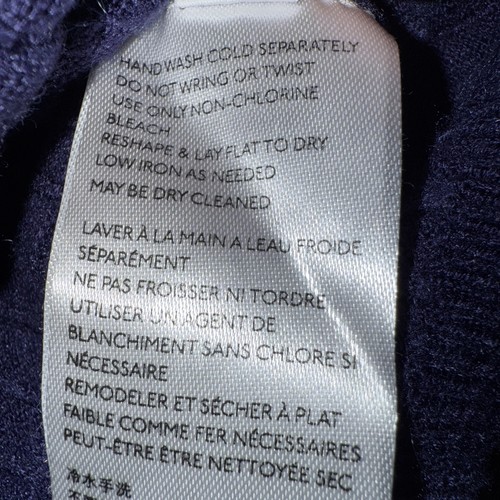 HAND WASH COLD SEPARATELY
DO NOT WRING OR TWIST
USE ONLY NON-CHLORINE
BLEACH
RESHAPE & LAY FLAT TO DRY
LOW IRON AS NEEDED
MAY BE DRY CLEANED
LAVER À LA MAIN A LEAU FROIDE
SÉPARÉMENT
NE PAS FROISSER NI TORDRE
UTILISER UN AGENT DE
BLANCHIMENT SANS CHLORE SI
NÉCESSAIRE
REMODELER ET SÉCHER À PLAT
FAIBLE COMME FER NÉCESSAIRES
PEUT-ÊTRE ÊTRE NETTOYÉE SEC
冷水手洗